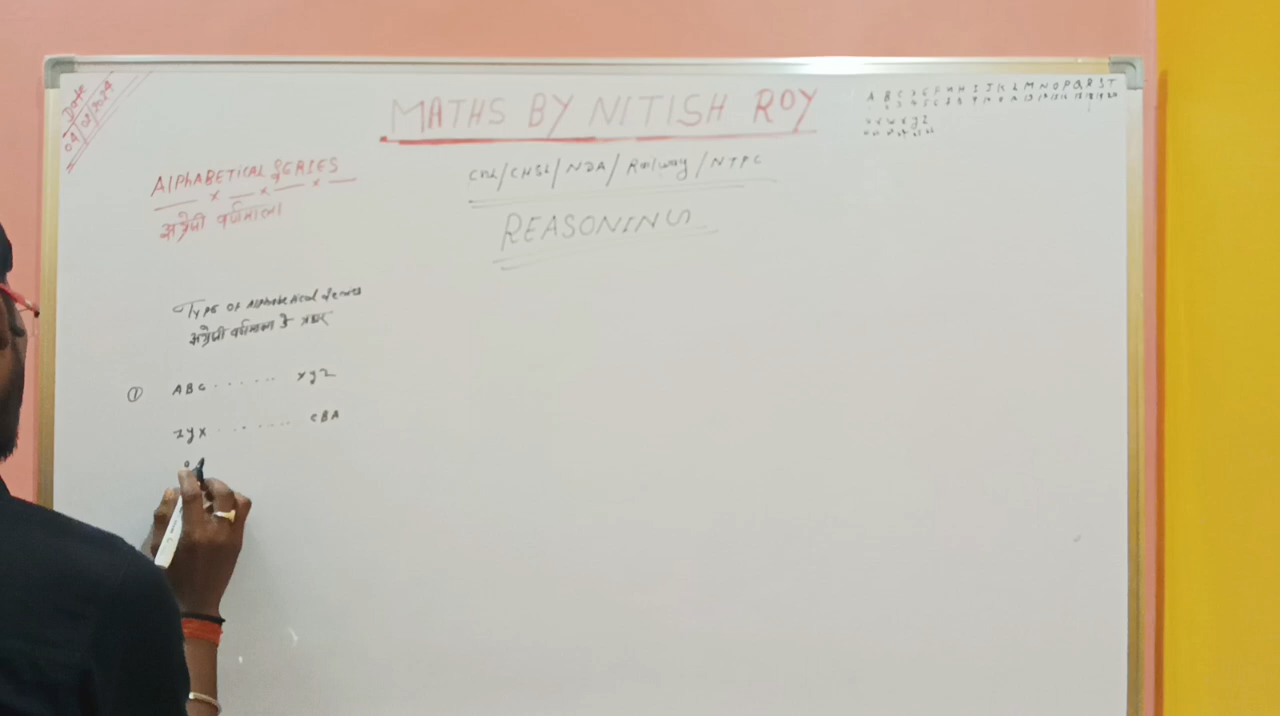 Date
04/08/2024
MATHS BY NITISH ROY
A B C D E F G H I J K L M N O P Q R S T
U V W X Y Z
CGL/CHSL/NDA/Railway/NTPC
REASONING
ALPHABETICAL SERIES
अंग्रेजी वर्णमाला
Type of Alphabetical Series
अंग्रेजी वर्णमाला के प्रकार
① ABC ....... xyz
zyx ........ CBA